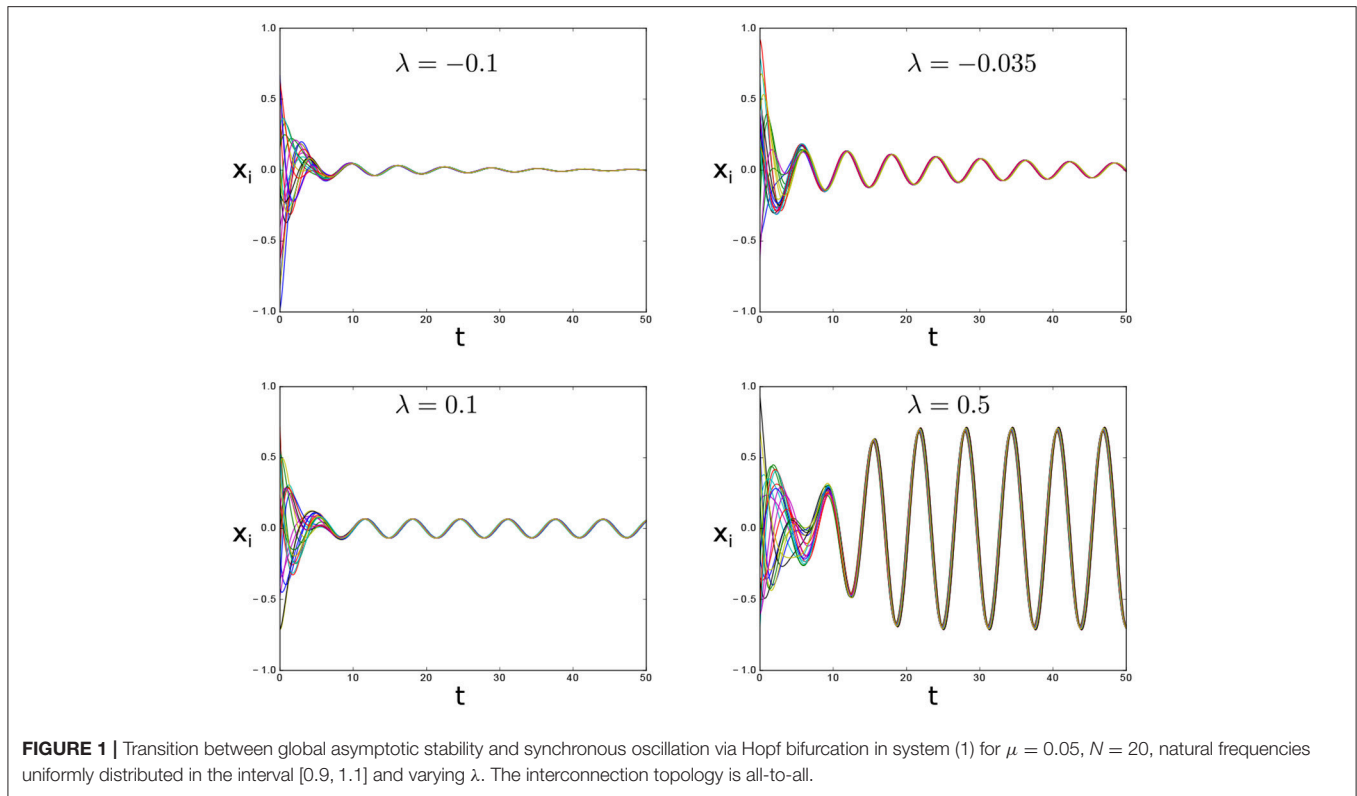 1.0
0.5
0.0
−0.5
−1.0
xi
λ = −0.1
0 10 20 30 40 50
t
1.0
0.5
0.0
−0.5
−1.0
xi
λ = −0.035
0 10 20 30 40 50
t
1.0
0.5
0.0
−0.5
−1.0
xi
λ = 0.1
0 10 20 30 40 50
t
1.0
0.5
0.0
−0.5
−1.0
xi
λ = 0.5
0 10 20 30 40 50
t
FIGURE 1 | Transition between global asymptotic stability and synchronous oscillation via Hopf bifurcation in system (1) for μ = 0.05, N = 20, natural frequencies
uniformly distributed in the interval [0.9, 1.1] and varying λ. The interconnection topology is all-to-all.